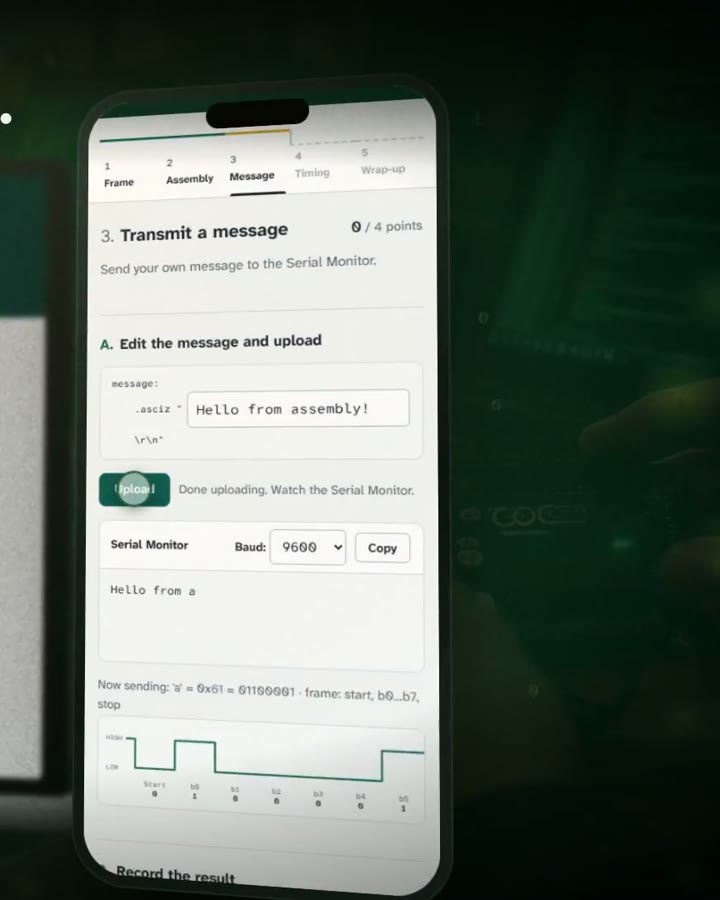 1 2 3 4 5
Frame Assembly Message Timing Wrap-up
3. Transmit a message 0 / 4 points
Send your own message to the Serial Monitor.
A. Edit the message and upload
message:
.asciz " Hello from assembly!
\r\n"
Upload Done uploading. Watch the Serial Monitor.
Serial Monitor Baud: 9600 Copy
Hello from a
Now sending: 'a' = 0x61 = 01100001 · frame: start, b0…b7,
stop
HIGH
LOW
Start b0 b1 b2 b3 b4 b5
0 1 0 0 0 0 1
Record the result